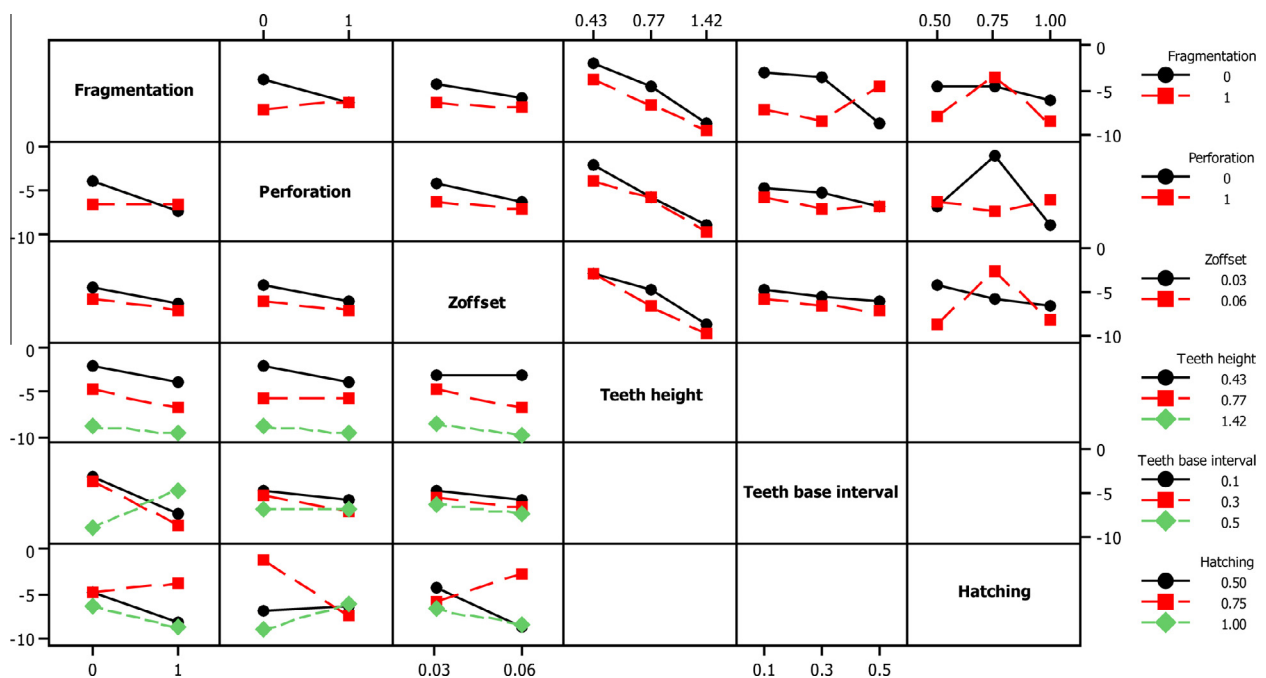 0 1 0.43 0.77 1.42 0.50 0.75 1.00
Fragmentation
0
-5
-10
Fragmentation
0
1
0
-5
-10
Perforation
Perforation
0
1
Zoffset
0
-5
-10
Zoffset
0.03
0.06
0
-5
-10
Teeth height
Teeth height
0.43
0.77
1.42
Teeth base interval
0
-5
-10
Teeth base interval
0.1
0.3
0.5
0
-5
-10
Hatching
Hatching
0.50
0.75
1.00
0 1 0.03 0.06 0.1 0.3 0.5